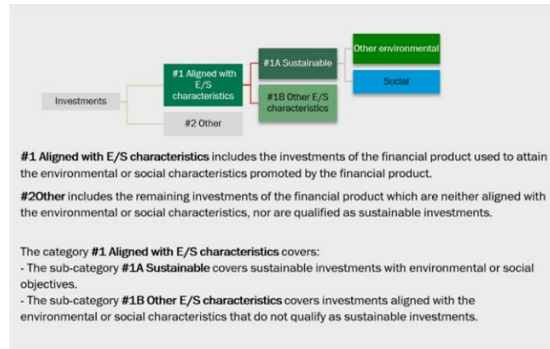 Other environmental
#1A Sustainable
#1 Aligned with
E/S
characteristics
Social
Investments
#1B Other E/S
characteristics
#2 Other
#1 Aligned with E/S characteristics includes the investments of the financial product used to attain
the environmental or social characteristics promoted by the financial product.
#2Other includes the remaining investments of the financial product which are neither aligned with
the environmental or social characteristics, nor are qualified as sustainable investments.
The category #1 Aligned with E/S characteristics covers:
- The sub-category #1A Sustainable covers sustainable investments with environmental or social
objectives.
- The sub-category #1B Other E/S characteristics covers investments aligned with the
environmental or social characteristics that do not qualify as sustainable investments.